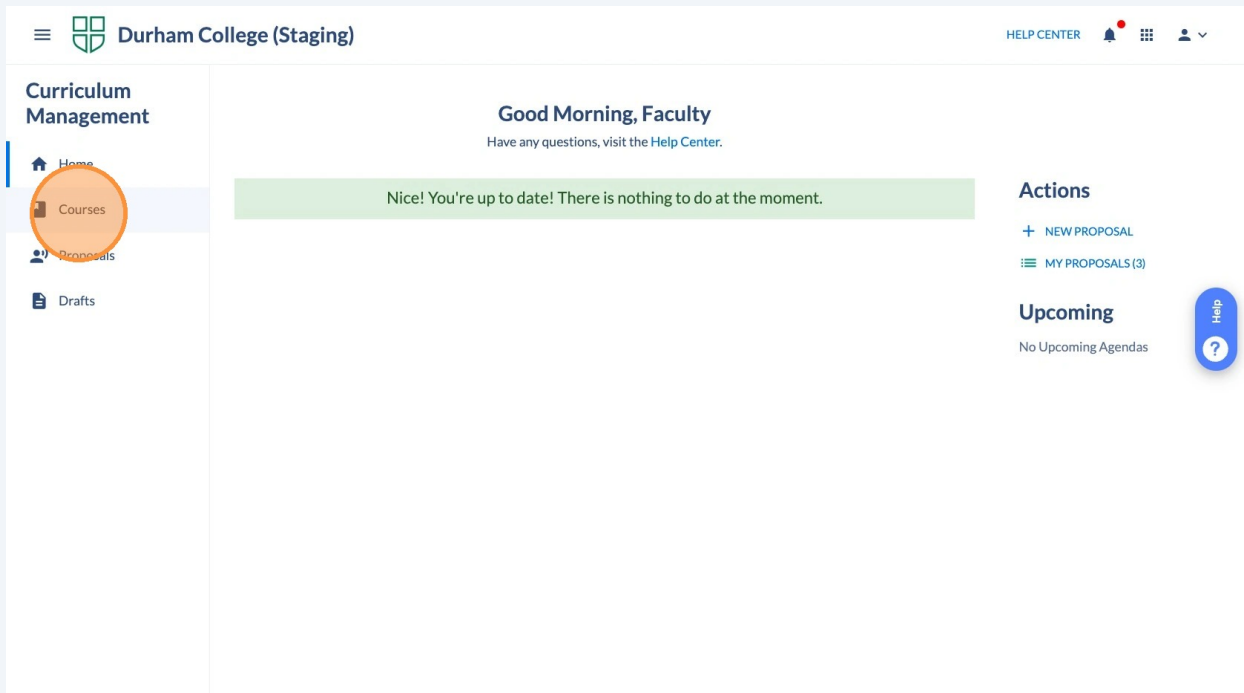 Durham College (Staging)
HELP CENTER
Curriculum
Management
Home
Courses
Proposals
Drafts
Good Morning, Faculty
Have any questions, visit the Help Center.
Nice! You're up to date! There is nothing to do at the moment.
Actions
NEW PROPOSAL
MY PROPOSALS (3)
Upcoming
No Upcoming Agendas
Help
?